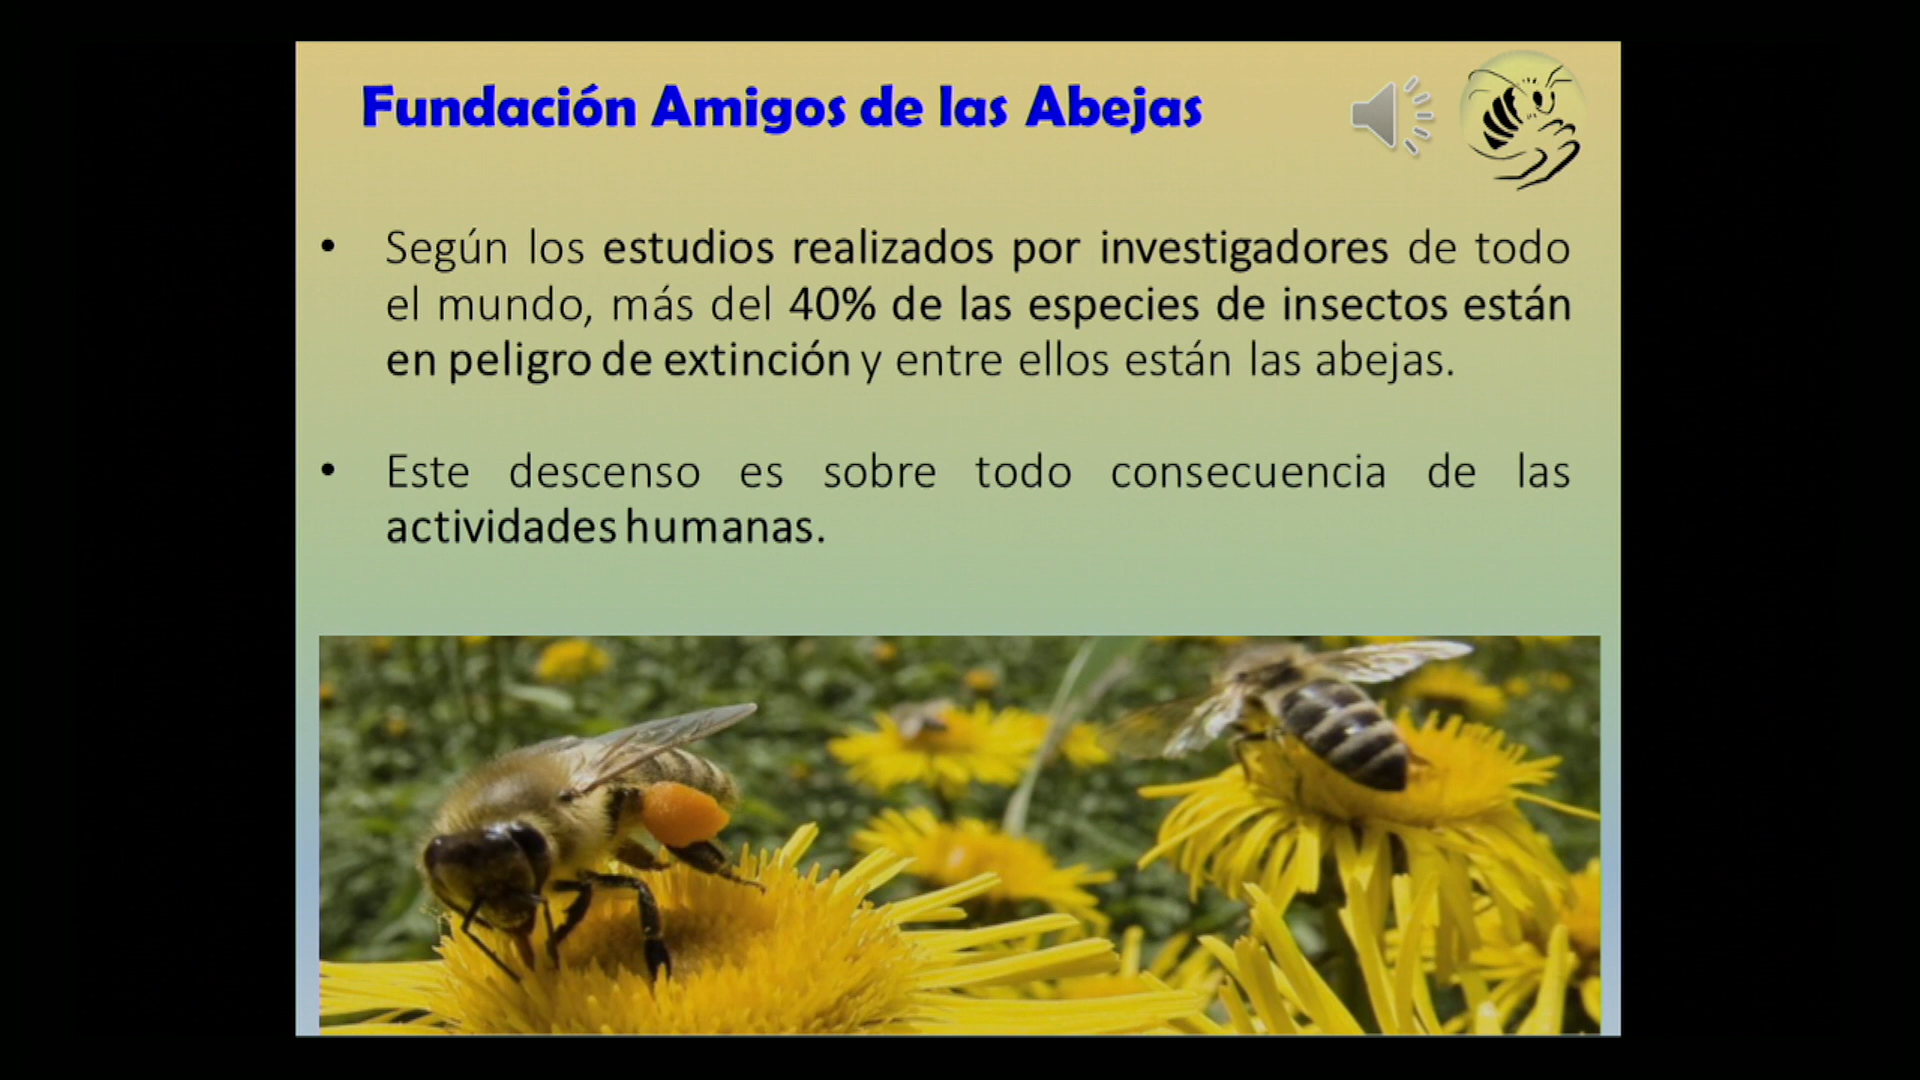 Fundación Amigos de las Abejas
• Según los estudios realizados por investigadores de todo
el mundo, más del 40% de las especies de insectos están
en peligro de extinción y entre ellos están las abejas.
• Este descenso es sobre todo consecuencia de las
actividades humanas.